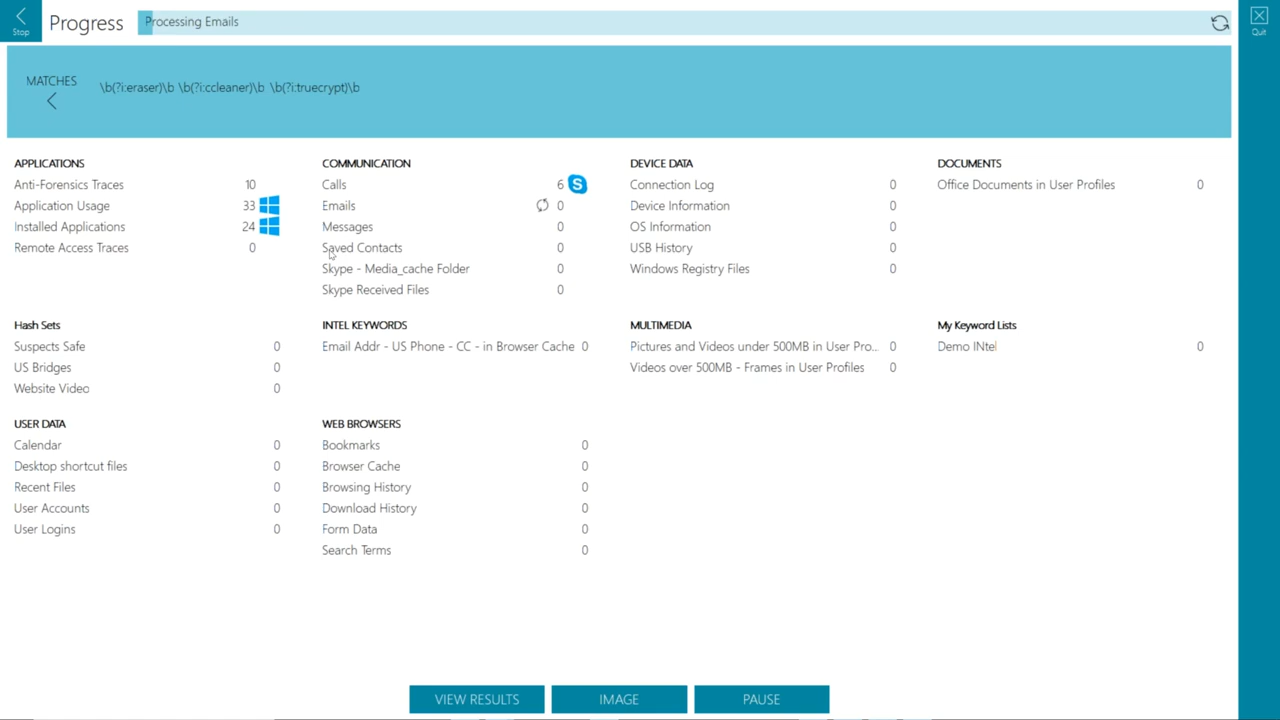 Stop
Progress
Processing Emails
Quit
MATCHES
\b(?i:eraser)\b \b(?i:ccleaner)\b \b(?i:truecrypt)\b
APPLICATIONS
Anti-Forensics Traces 10
Application Usage 33
Installed Applications 24
Remote Access Traces 0
COMMUNICATION
Calls 6
Emails 0
Messages 0
Saved Contacts 0
Skype - Media_cache Folder 0
Skype Received Files 0
DEVICE DATA
Connection Log 0
Device Information 0
OS Information 0
USB History 0
Windows Registry Files 0
DOCUMENTS
Office Documents in User Profiles 0
Hash Sets
Suspects Safe 0
US Bridges 0
Website Video 0
INTEL KEYWORDS
Email Addr - US Phone - CC - in Browser Cache 0
MULTIMEDIA
Pictures and Videos under 500MB in User Pro... 0
Videos over 500MB - Frames in User Profiles 0
My Keyword Lists
Demo INtel 0
USER DATA
Calendar 0
Desktop shortcut files 0
Recent Files 0
User Accounts 0
User Logins 0
WEB BROWSERS
Bookmarks 0
Browser Cache 0
Browsing History 0
Download History 0
Form Data 0
Search Terms 0
VIEW RESULTS
IMAGE
PAUSE